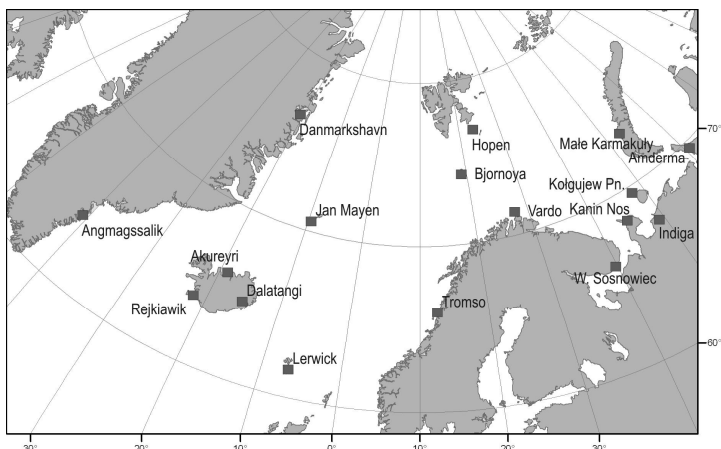 Danmarkshavn
70°
Hopen
Małe Karmakuły
Amderma
Bjornoya
Kołgujew Pn.
Jan Mayen
Vardo
Kanin Nos
Angmagssalik
Indiga
Akureyri
W. Sosnowiec
Dalatangi
Rejkiawik
Tromso
60°
Lerwick
30° 20° 10° 0° 10° 20° 30°